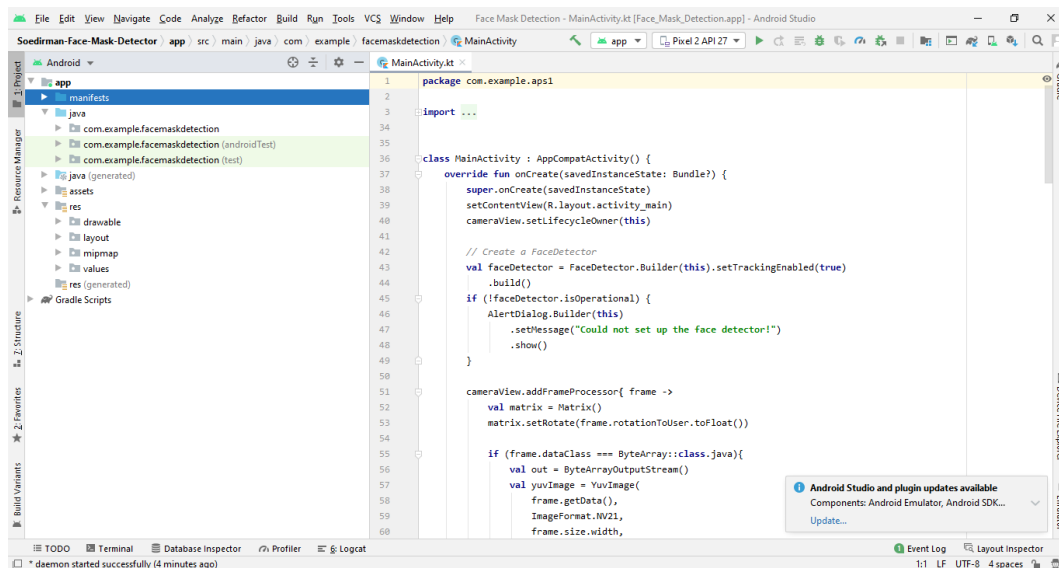 File Edit View Navigate Code Analyze Refactor Build Run Tools VCS Window Help Face Mask Detection - MainActivity.kt [Face_Mask_Detection.app] - Android Studio
Soedirman-Face-Mask-Detector app src main java com example facemaskdetection MainActivity app Pixel 2 API 27
1: Project
Resource Manager
7: Structure
2: Favorites
Build Variants
Android
app
manifests
java
com.example.facemaskdetection
com.example.facemaskdetection (androidTest)
com.example.facemaskdetection (test)
java (generated)
assets
res
drawable
layout
mipmap
values
res (generated)
Gradle Scripts
MainActivity.kt
1 package com.example.aps1
2
3 import ...
34
35
36 class MainActivity : AppCompatActivity() {
37 override fun onCreate(savedInstanceState: Bundle?) {
38 super.onCreate(savedInstanceState)
39 setContentView(R.layout.activity_main)
40 cameraView.setLifecycleOwner(this)
41
42 // Create a FaceDetector
43 val faceDetector = FaceDetector.Builder(this).setTrackingEnabled(true)
44 .build()
45 if (!faceDetector.isOperational) {
46 AlertDialog.Builder(this)
47 .setMessage("Could not set up the face detector!")
48 .show()
49 }
50
51 cameraView.addFrameProcessor{ frame ->
52 val matrix = Matrix()
53 matrix.setRotate(frame.rotationToUser.toFloat())
54
55 if (frame.dataClass === ByteArray::class.java){
56 val out = ByteArrayOutputStream()
57 val yuvImage = YuvImage(
58 frame.getData(),
59 ImageFormat.NV21,
60 frame.size.width,
Android Studio and plugin updates available
Components: Android Emulator, Android SDK...
Update...
TODO Terminal Database Inspector Profiler 6: Logcat 1 Event Log Layout Inspector
* daemon started successfully (4 minutes ago) 1:1 LF UTF-8 4 spaces